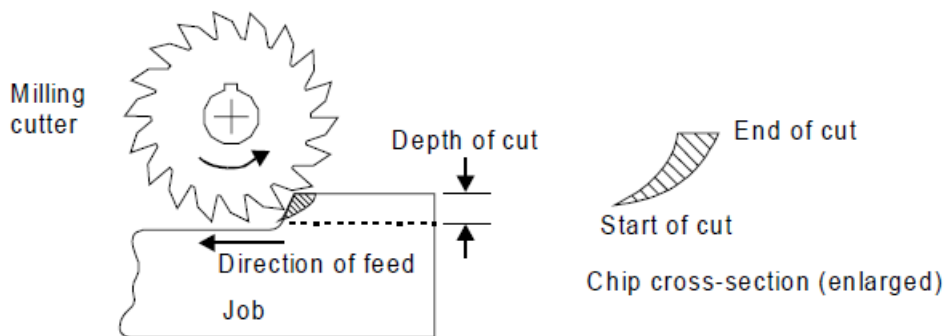 Milling
cutter
Depth of cut
Direction of feed
Job
End of cut
Start of cut
Chip cross-section (enlarged)